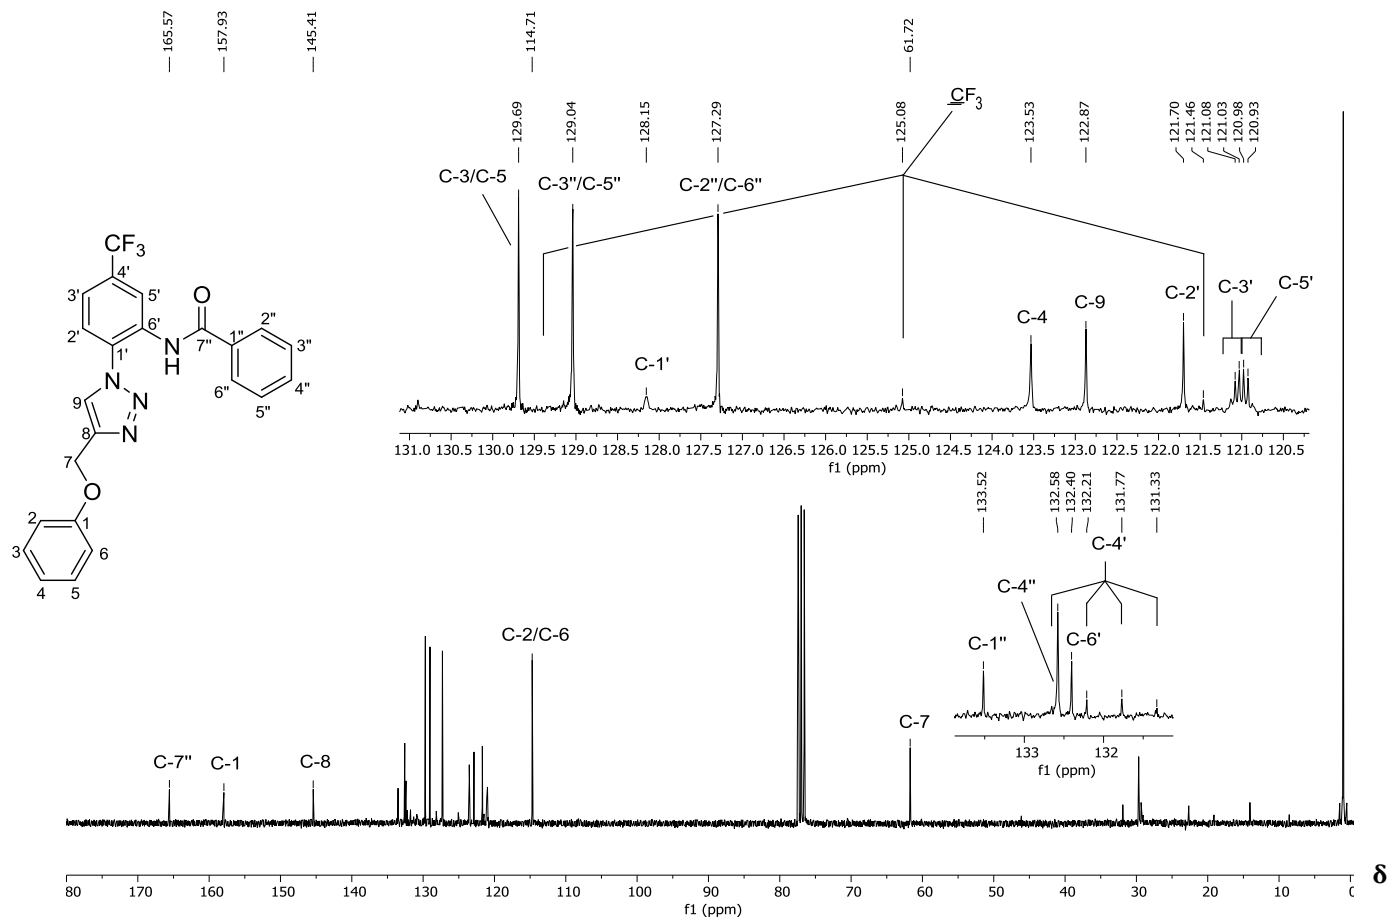 165.57
157.93
145.41
114.71
61.72
CF3
129.69
129.04
128.15
127.29
125.08
123.53
122.87
121.70
121.46
121.08
121.03
120.98
120.93
C-3/C-5
C-3"/C-5"
C-2"/C-6"
C-1'
C-4
C-9
C-2'
C-3'
C-5'
131.0 130.5 130.0 129.5 129.0 128.5 128.0 127.5 127.0 126.5 126.0 125.5 125.0 124.5 124.0 123.5 123.0 122.5 122.0 121.5 121.0 120.5
f1 (ppm)
CF3
4'
3'
5'
O
2'
6'
2"
1"
3"
7"
1'
N
H
4"
6"
5"
N
9
N
N
8
7
O
2
1
3
6
4
5
133.52
132.58
132.40
132.21
131.77
131.33
C-4'
C-4"
C-6'
C-1"
133 132
f1 (ppm)
C-2/C-6
C-7
C-7"
C-1
C-8
80 170 160 150 140 130 120 110 100 90 80 70 60 50 40 30 20 10 0
f1 (ppm)
δ